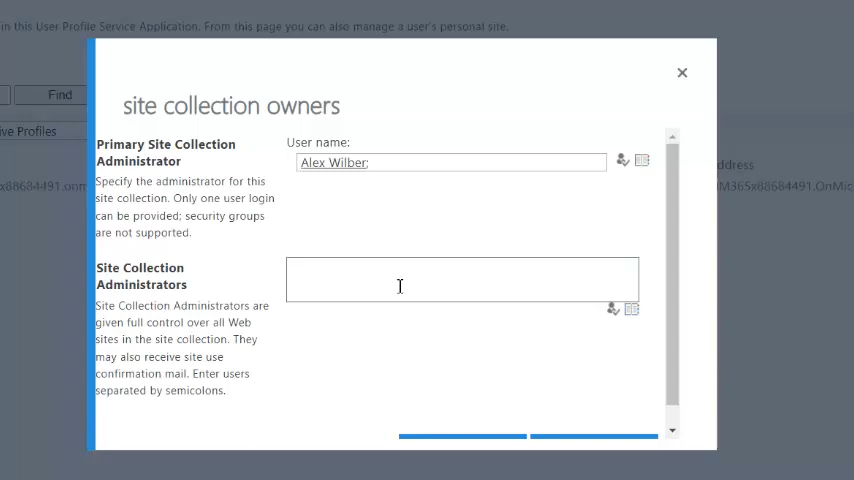 in this User Profile Service Application. From this page you can also manage a user's personal site.
Find
ive Profiles
ddress
x88684491.onm
IM365x88684491.OnMic
site collection owners
Primary Site Collection
Administrator
Specify the administrator for this
site collection. Only one user login
can be provided; security groups
are not supported.
User name:
Alex Wilber;
Site Collection
Administrators
Site Collection Administrators are
given full control over all Web
sites in the site collection. They
may also receive site use
confirmation mail. Enter users
separated by semicolons.